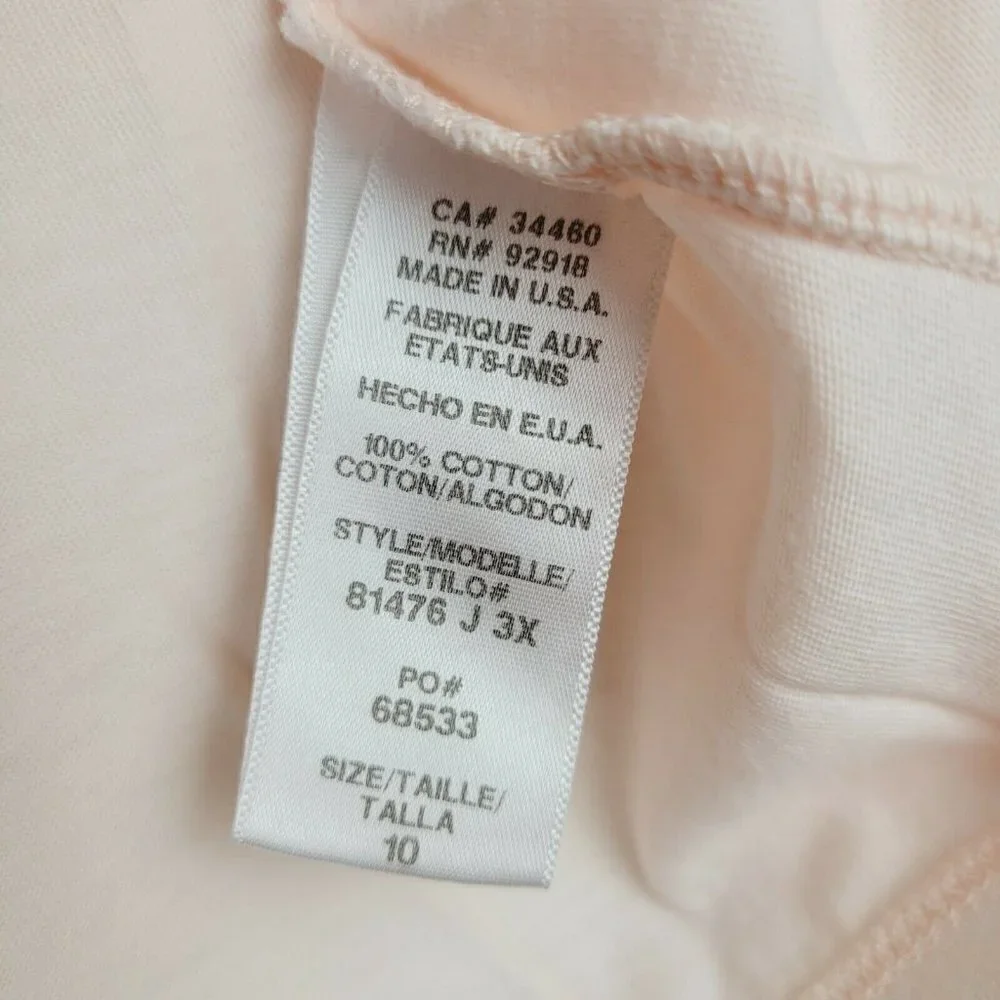 CA# 34460
RN# 92918
MADE IN U.S.A.
FABRIQUE AUX
ETATS-UNIS
HECHO EN E.U.A.
100% COTTON/
COTON/ALGODON
STYLE/MODELLE/
ESTILO#
81476 J 3X
PO#
68533
SIZE/TAILLE/
TALLA
10